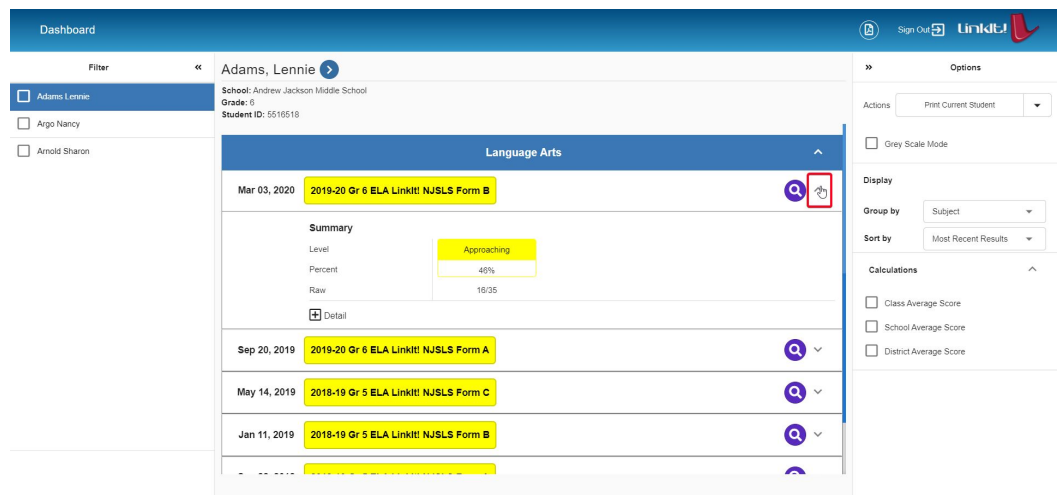 Dashboard
Sign Out
LinkIt!
Filter «
Adams Lennie
Argo Nancy
Arnold Sharon
Adams, Lennie
School: Andrew Jackson Middle School
Grade: 6
Student ID: 5516518
Language Arts
Mar 03, 2020 2019-20 Gr 6 ELA LinkIt! NJSLS Form B
Summary
Level Approaching
Percent 46%
Raw 16/35
Detail
Sep 20, 2019 2019-20 Gr 6 ELA LinkIt! NJSLS Form A
May 14, 2019 2018-19 Gr 5 ELA LinkIt! NJSLS Form C
Jan 11, 2019 2018-19 Gr 5 ELA LinkIt! NJSLS Form B
» Options
Actions Print Current Student
Grey Scale Mode
Display
Group by Subject
Sort by Most Recent Results
Calculations
Class Average Score
School Average Score
District Average Score